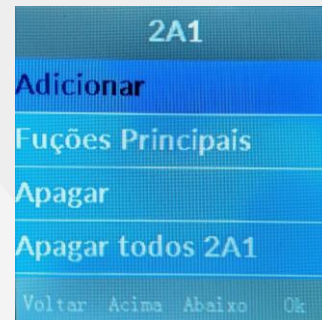 2A1
Adicionar
Fuções Principais
Apagar
Apagar todos 2A1
Voltar Acima Abaixo Ok